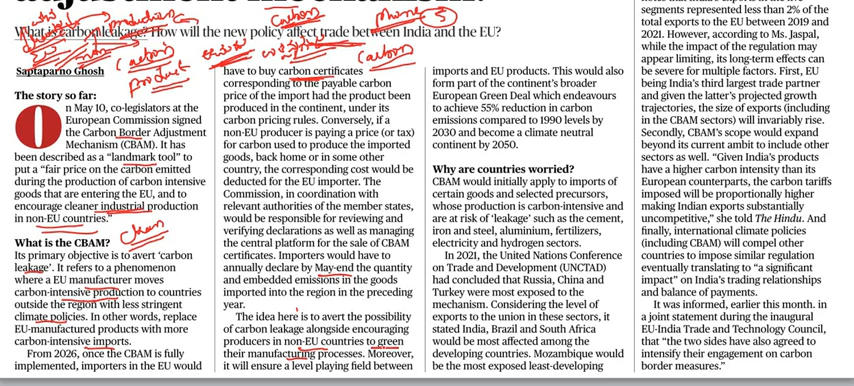 adjustment mechanism?
What is carbon leakage? How will the new policy affect trade between India and the EU?
Carbon
Carbon
product
Saptaparno Ghosh
The story so far:
On May 10, co-legislators at the
European Commission signed
the Carbon Border Adjustment
Mechanism (CBAM). It has
been described as a "landmark tool" to
put a "fair price on the carbon emitted
during the production of carbon intensive
goods that are entering the EU, and to
encourage cleaner industrial production
in non-EU countries."
What is the CBAM?
Its primary objective is to avert 'carbon
leakage'. It refers to a phenomenon
where a EU manufacturer moves
carbon-intensive production to countries
outside the region with less stringent
climate policies. In other words, replace
EU-manufactured products with more
carbon-intensive imports.
From 2026, once the CBAM is fully
implemented, importers in the EU would
have to buy carbon certificates
corresponding to the payable carbon
price of the import had the product been
produced in the continent, under its
carbon pricing rules. Conversely, if a
non-EU producer is paying a price (or tax)
for carbon used to produce the imported
goods, back home or in some other
country, the corresponding cost would be
deducted for the EU importer. The
Commission, in coordination with
relevant authorities of the member states,
would be responsible for reviewing and
verifying declarations as well as managing
the central platform for the sale of CBAM
certificates. Importers would have to
annually declare by May-end the quantity
and embedded emissions in the goods
imported into the region in the preceding
year.
The idea here is to avert the possibility
of carbon leakage alongside encouraging
producers in non-EU countries to green
their manufacturing processes. Moreover,
it will ensure a level playing field between
imports and EU products. This would also
form part of the continent's broader
European Green Deal which endeavours
to achieve 55% reduction in carbon
emissions compared to 1990 levels by
2030 and become a climate neutral
continent by 2050.
Why are countries worried?
CBAM would initially apply to imports of
certain goods and selected precursors,
whose production is carbon-intensive and
are at risk of 'leakage' such as the cement,
iron and steel, aluminium, fertilizers,
electricity and hydrogen sectors.
In 2021, the United Nations Conference
on Trade and Development (UNCTAD)
had concluded that Russia, China and
Turkey were most exposed to the
mechanism. Considering the level of
exports to the union in these sectors, it
stated India, Brazil and South Africa
would be most affected among the
developing countries. Mozambique would
be the most exposed least-developing
segments represented less than 2% of the
total exports to the EU between 2019 and
2021. However, according to Ms. Jaspal,
while the impact of the regulation may
appear limited, its long-term effects can
be severe for multiple factors. First, EU
being India's third largest trade partner
and given the latter's projected growth
trajectories, the size of exports (including
in the CBAM sectors) will invariably rise.
Secondly, CBAM's scope would expand
beyond its current ambit to include other
sectors as well. "Given India's products
have a higher carbon intensity than its
European counterparts, the carbon tariffs
imposed will be proportionally higher
making Indian exports substantially
uncompetitive," she told The Hindu. And
finally, international climate policies
(including CBAM) will compel other
countries to impose similar regulation
eventually translating to "a significant
impact" on India's trading relationships
and balance of payments.
It was informed, earlier this month. in
a joint statement during the inaugural
EU-India Trade and Technology Council,
that "the two sides have also agreed to
intensify their engagement on carbon
border measures."